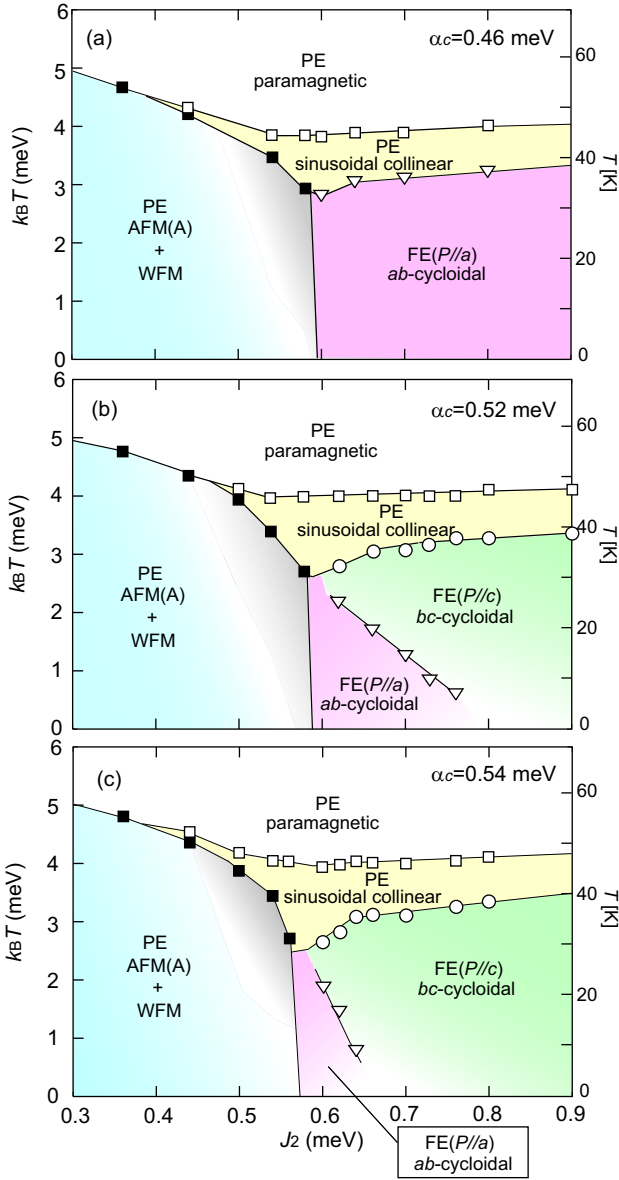 (a)
αc=0.46 meV
PE
paramagnetic
PE
sinusoidal collinear
PE
AFM(A)
+
WFM
FE(P//a)
ab-cycloidal
6
5
4
3
2
1
0
kBT (meV)
60
40
20
0
T [K]
(b)
αc=0.52 meV
PE
paramagnetic
PE
sinusoidal collinear
PE
AFM(A)
+
WFM
FE(P//c)
bc-cycloidal
FE(P//a)
ab-cycloidal
6
5
4
3
2
1
0
kBT (meV)
60
40
20
0
T [K]
(c)
αc=0.54 meV
PE
paramagnetic
PE
sinusoidal collinear
PE
AFM(A)
+
WFM
FE(P//c)
bc-cycloidal
6
5
4
3
2
1
0
kBT (meV)
60
40
20
0
T [K]
0.3 0.4 0.5 0.6 0.7 0.8 0.9
J2 (meV)
FE(P//a)
ab-cycloidal